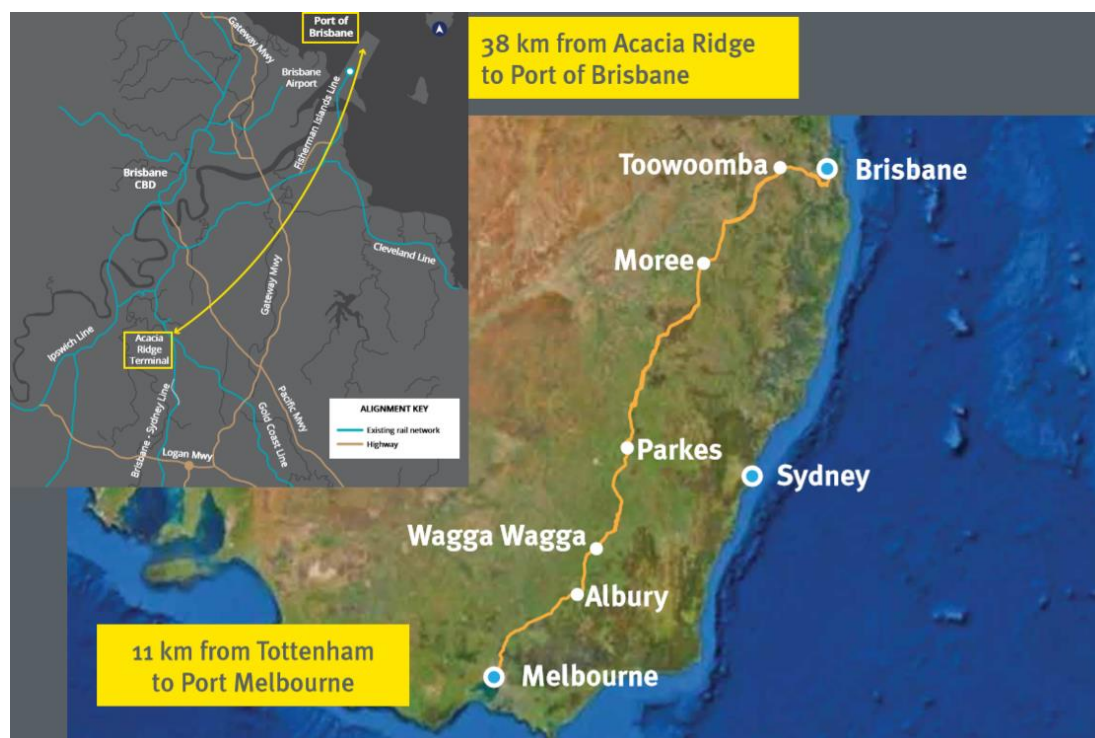 38 km from Acacia Ridge
to Port of Brisbane
Port of
Brisbane
Gateway Mwy
Brisbane
Airport
Fisherman Islands Line
Brisbane
CBD
Cleveland Line
Gateway Mwy
Ipswich Line
Acacia
Ridge
Terminal
Pacific Mwy
Brisbane - Sydney Line
Gold Coast Line
Logan Mwy
ALIGNMENT KEY
Existing rail network
Highway
Toowoomba
Brisbane
Moree
Parkes
Sydney
Wagga Wagga
Albury
11 km from Tottenham
to Port Melbourne
Melbourne